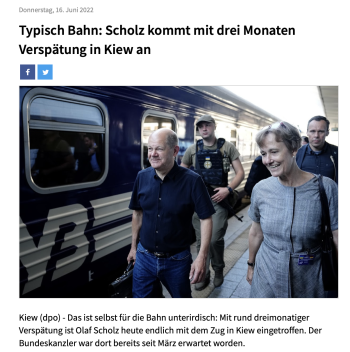 Donnerstag, 16. Juni 2022
Typisch Bahn: Scholz kommt mit drei Monaten
Verspätung in Kiew an
Kiew (dpo) - Das ist selbst für die Bahn unterirdisch: Mit rund dreimonatiger
Verspätung ist Olaf Scholz heute endlich mit dem Zug in Kiew eingetroffen. Der
Bundeskanzler war dort bereits seit März erwartet worden.